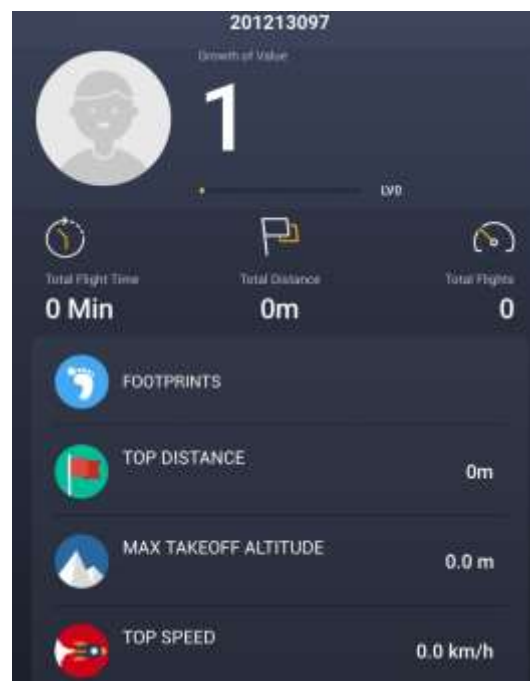 201213097
Growth of Value
1
LV0
Total Flight Time
Total Distance
Total Flights
0 Min
0m
0
FOOTPRINTS
TOP DISTANCE
0m
MAX TAKEOFF ALTITUDE
0.0 m
TOP SPEED
0.0 km/h